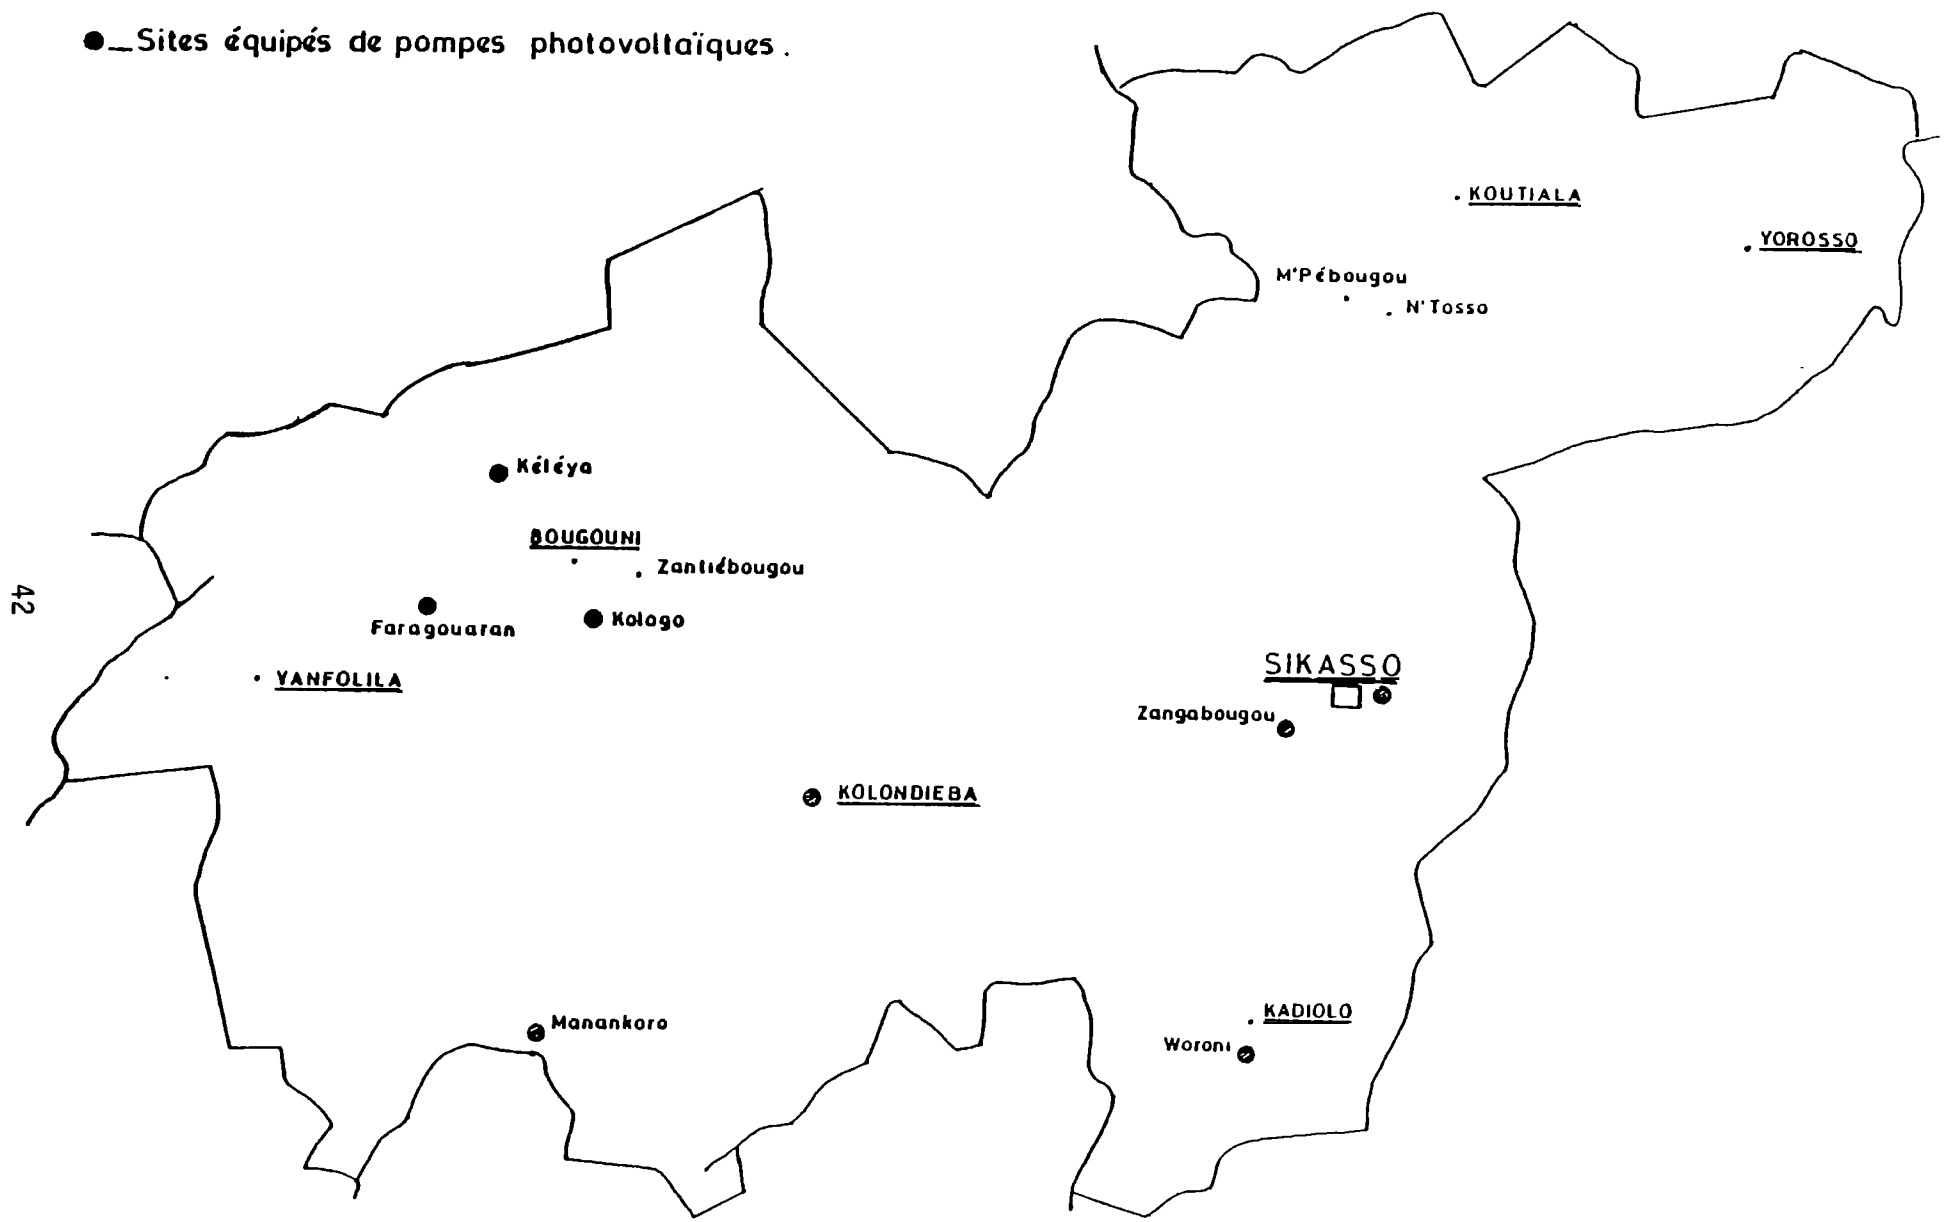 ●_Sites équipés de pompes photovoltaïques.
KOUTIALA
YOROSSO
M'Pébougou
N'Tosso
Kéléya
BOUGOUNI
Zantiébougou
Faragouaran
Kologo
YANFOLILA
SIKASSO
Zangabougou
KOLONDIEBA
Manankoro
KADIOLO
Woroni
42